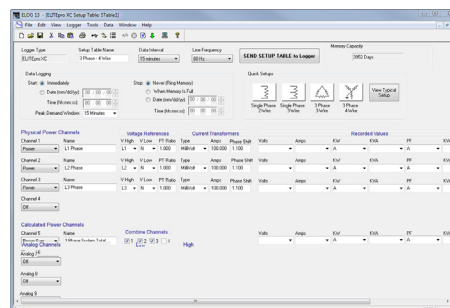 ELOG 13 - [ELITEpro XC Setup Table: STable1]
File Edit View Logger Tools Data Window Help
Logger Type Setup Table Name Data Interval Line Frequency Memory Capacity
ELITEpro XC 3 Phase - 4 Wire 15 minutes 60 Hz SEND SETUP TABLE to Logger 3952 Days
Data Logging
Start: Immediately Stop: Never (Ring Memory) Quick Setups
Date (mm/dd/yy): When Memory Is Full
Time (hh:mm:ss): Date (mm/dd/yy):
Time (hh:mm:ss):
View Typical Setup
Peak Demand Window: 15 Minutes
Single Phase 2-Wire Single Phase 3-Wire 3 Phase 3-Wire 3 Phase 4-Wire
Physical Power Channels Voltage References Current Transformers Recorded Values
Channel 1 Name V High V Low PT Ratio Type Amps Phase Shift Volts Amps KW KVA PF KVA
Power L1 Phase L1 N 1.000 MilliVolt 100.000 1.100 A A
Channel 2 Name V High V Low PT Ratio Type Amps Phase Shift
Power L2 Phase L2 N 1.000 MilliVolt 100.000 1.100 A A
Channel 3 Name V High V Low PT Ratio Type Amps Phase Shift
Power L3 Phase L3 N 1.000 MilliVolt 100.000 1.100 A A
Channel 4
Off
Calculated Power Channels
Channel 5 Name Combine Channels Volts Amps KW KVA PF KVA
Power Sum 3 Phase System Total 1 2 3 A A
Analog Channels Low High
Analog
Off
Analog 8
Off
Analog 9